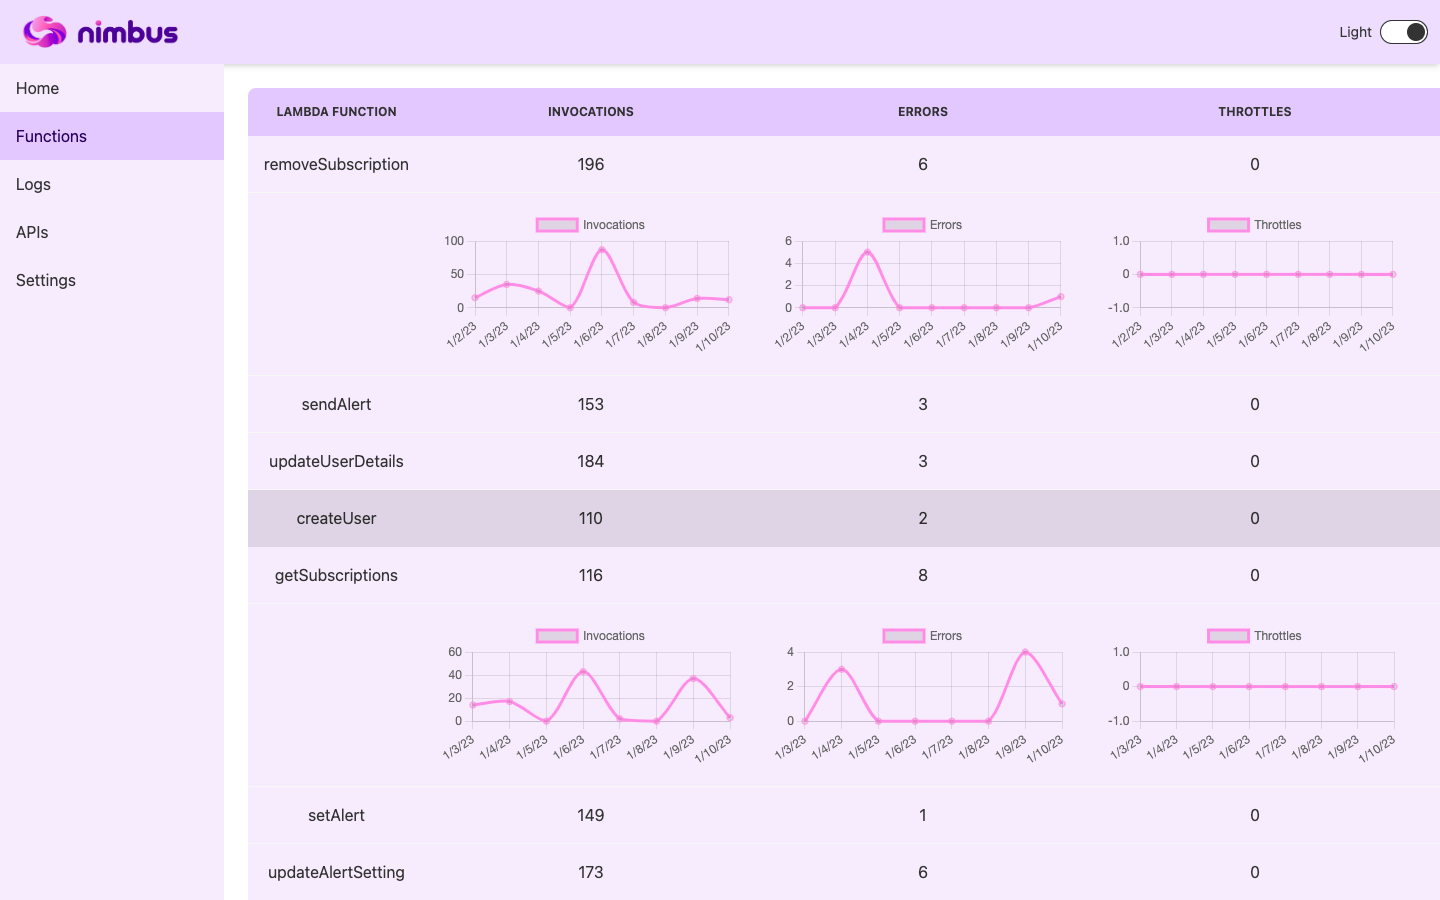 nimbus
Light
Home
Functions
Logs
APIs
Settings
LAMBDA FUNCTION INVOCATIONS ERRORS THROTTLES
removeSubscription 196 6 0
Invocations
100
50
0
1/2/23 1/3/23 1/4/23 1/5/23 1/6/23 1/7/23 1/8/23 1/9/23 1/10/23
Errors
6
4
2
0
1/2/23 1/3/23 1/4/23 1/5/23 1/6/23 1/7/23 1/8/23 1/9/23 1/10/23
Throttles
1.0
0
-1.0
1/2/23 1/3/23 1/4/23 1/5/23 1/6/23 1/7/23 1/8/23 1/9/23 1/10/23
sendAlert 153 3 0
updateUserDetails 184 3 0
createUser 110 2 0
getSubscriptions 116 8 0
Invocations
60
40
20
0
1/3/23 1/4/23 1/5/23 1/6/23 1/7/23 1/8/23 1/9/23 1/10/23
Errors
4
2
0
1/3/23 1/4/23 1/5/23 1/6/23 1/7/23 1/8/23 1/9/23 1/10/23
Throttles
1.0
0
-1.0
1/3/23 1/4/23 1/5/23 1/6/23 1/7/23 1/8/23 1/9/23 1/10/23
setAlert 149 1 0
updateAlertSetting 173 6 0